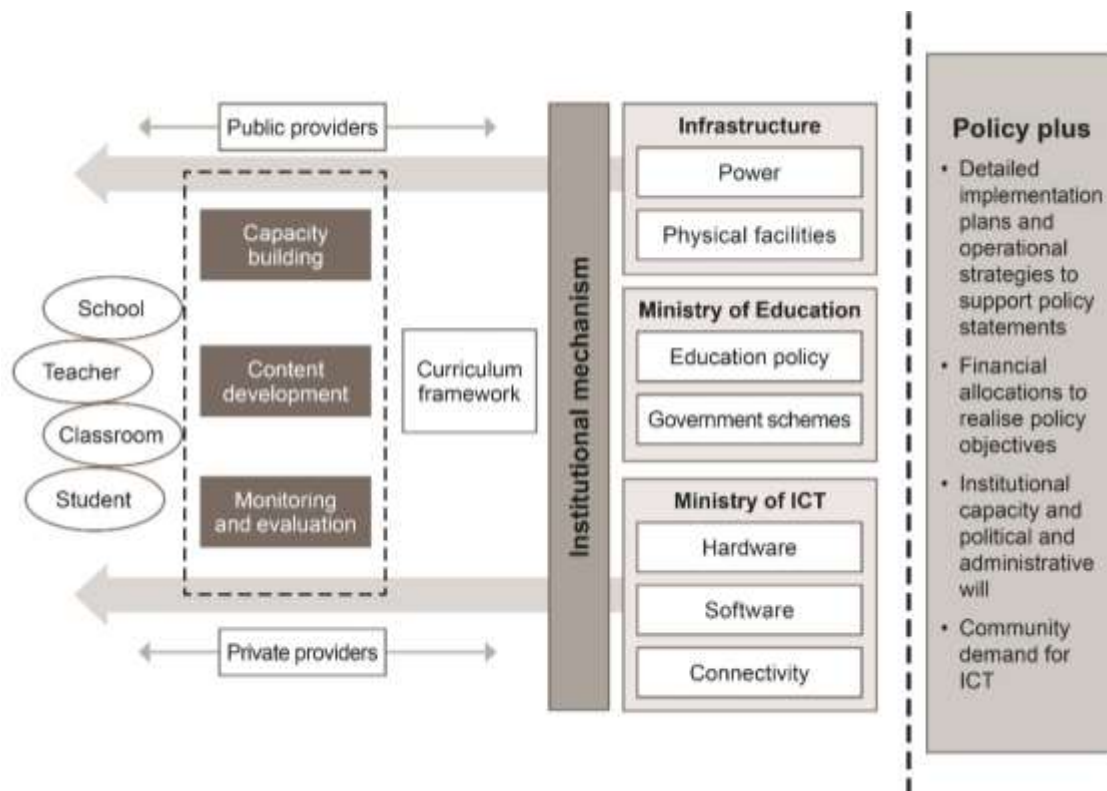 Public providers
Capacity
building
School
Teacher
Classroom
Student
Content
development
Monitoring
and evaluation
Curriculum
framework
Private providers
Institutional mechanism
Infrastructure
Power
Physical facilities
Ministry of Education
Education policy
Government schemes
Ministry of ICT
Hardware
Software
Connectivity
Policy plus
• Detailed
implementation
plans and
operational
strategies to
support policy
statements
• Financial
allocations to
realise policy
objectives
• Institutional
capacity and
political and
administrative
will
• Community
demand for
ICT